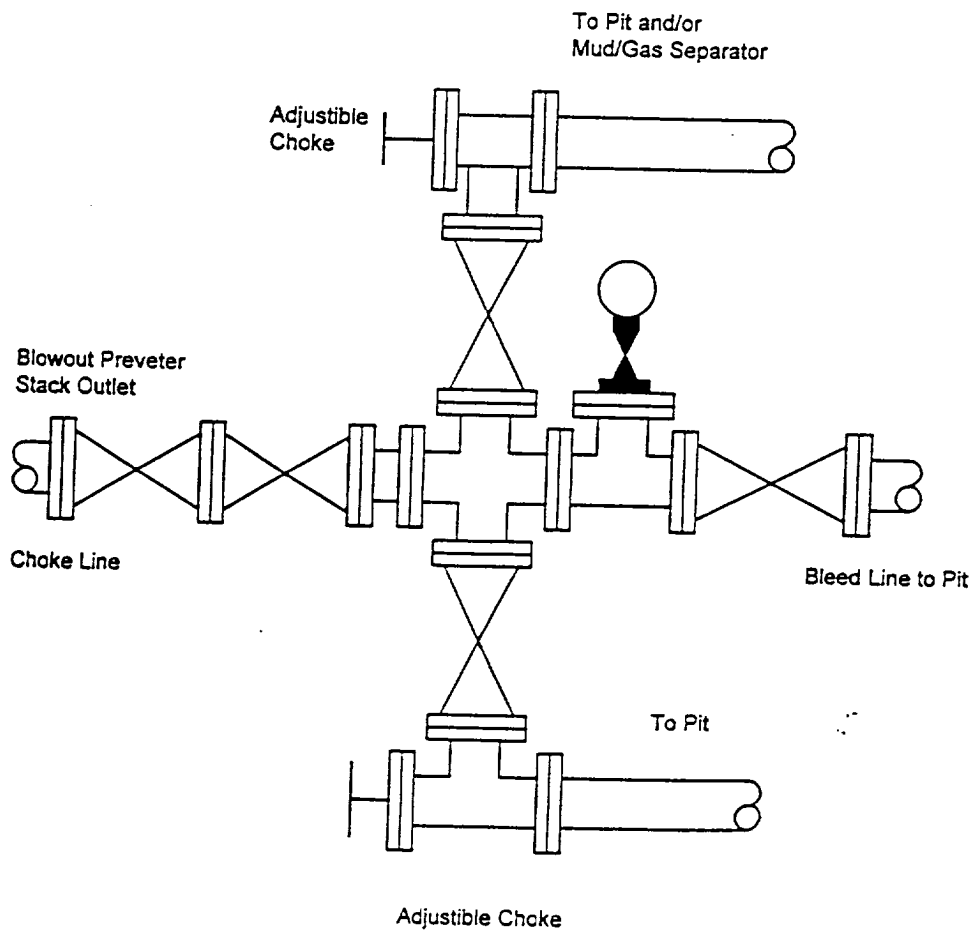 To Pit and/or
Mud/Gas Separator
Adjustible
Choke
Blowout Preveter
Stack Outlet
Choke Line
Bleed Line to Pit
To Pit
Adjustible Choke